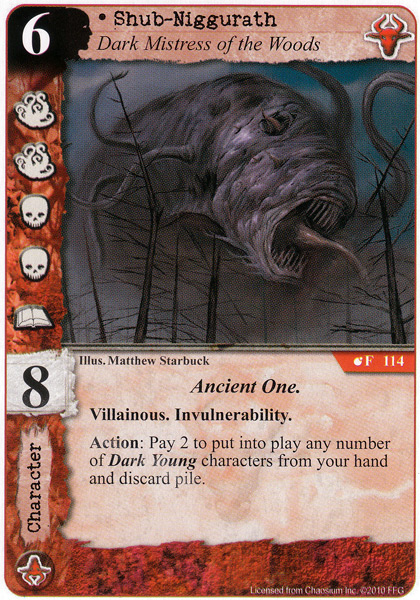 6
• Shub-Niggurath
Dark Mistress of the Woods
Illus. Matthew Starbuck
F 114
8
Ancient One.
Villainous. Invulnerability.
Action: Pay 2 to put into play any number
of Dark Young characters from your hand
and discard pile.
Character
Licensed from Chaosium Inc. ©2010 FFG